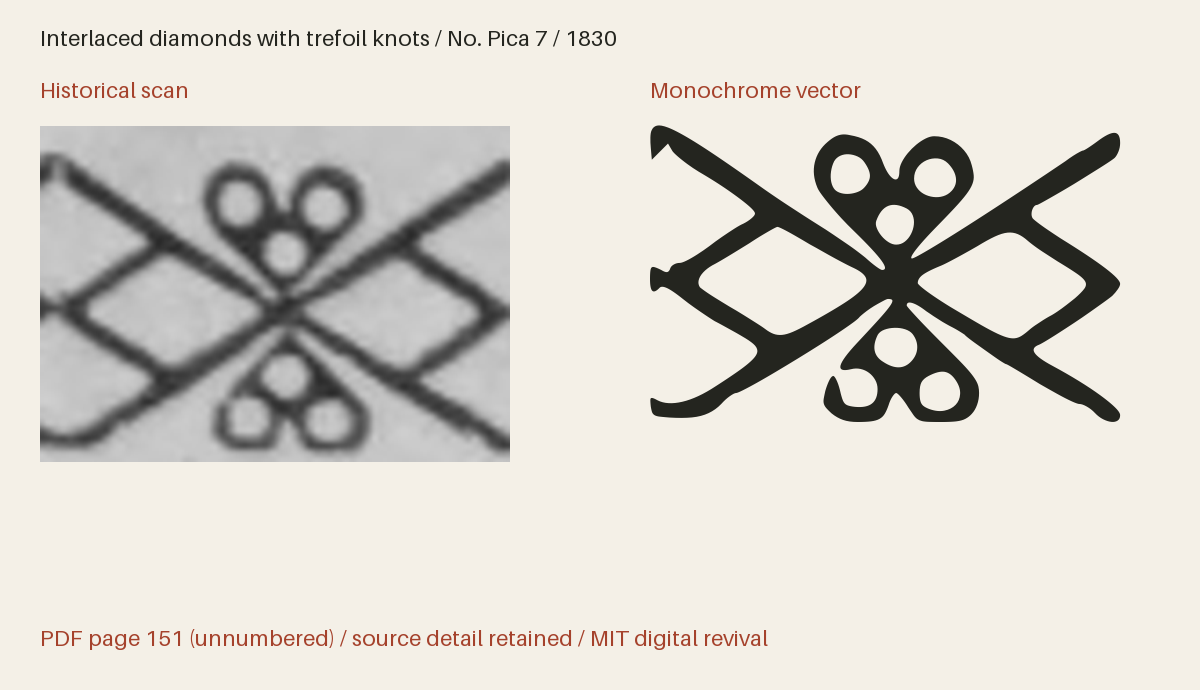 Interlaced diamonds with trefoil knots / No. Pica 7 / 1830
Historical scan
Monochrome vector
PDF page 151 (unnumbered) / source detail retained / MIT digital revival